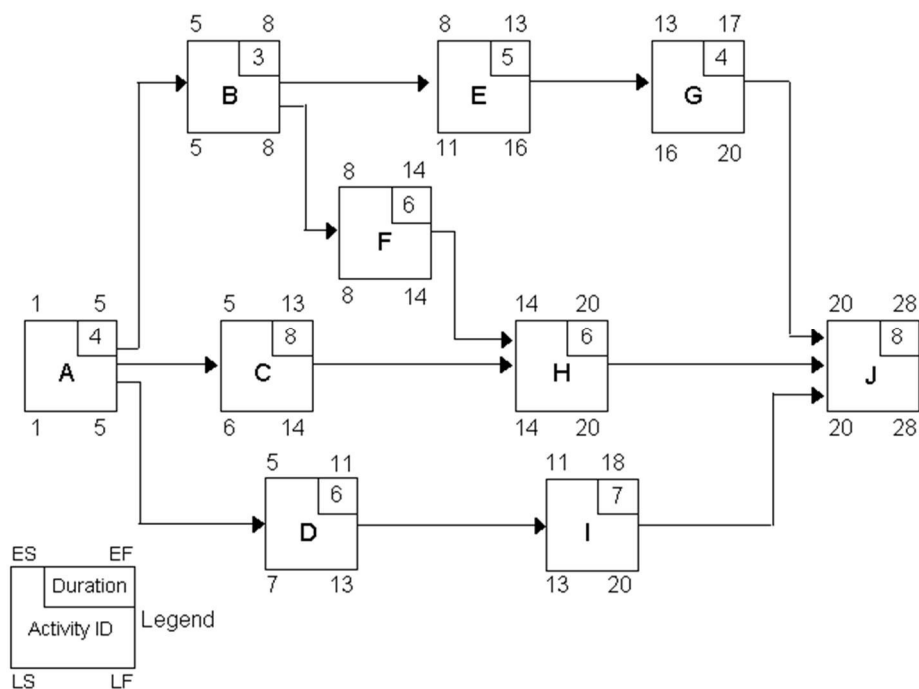 5 8
3
B
5 8
8 13
5
E
11 16
13 17
4
G
16 20
8 14
6
F
8 14
1 5
4
A
1 5
5 13
8
C
6 14
14 20
6
H
14 20
20 28
8
J
20 28
5 11
6
D
7 13
11 18
7
I
13 20
ES EF
Duration
Activity ID
LS LF
Legend